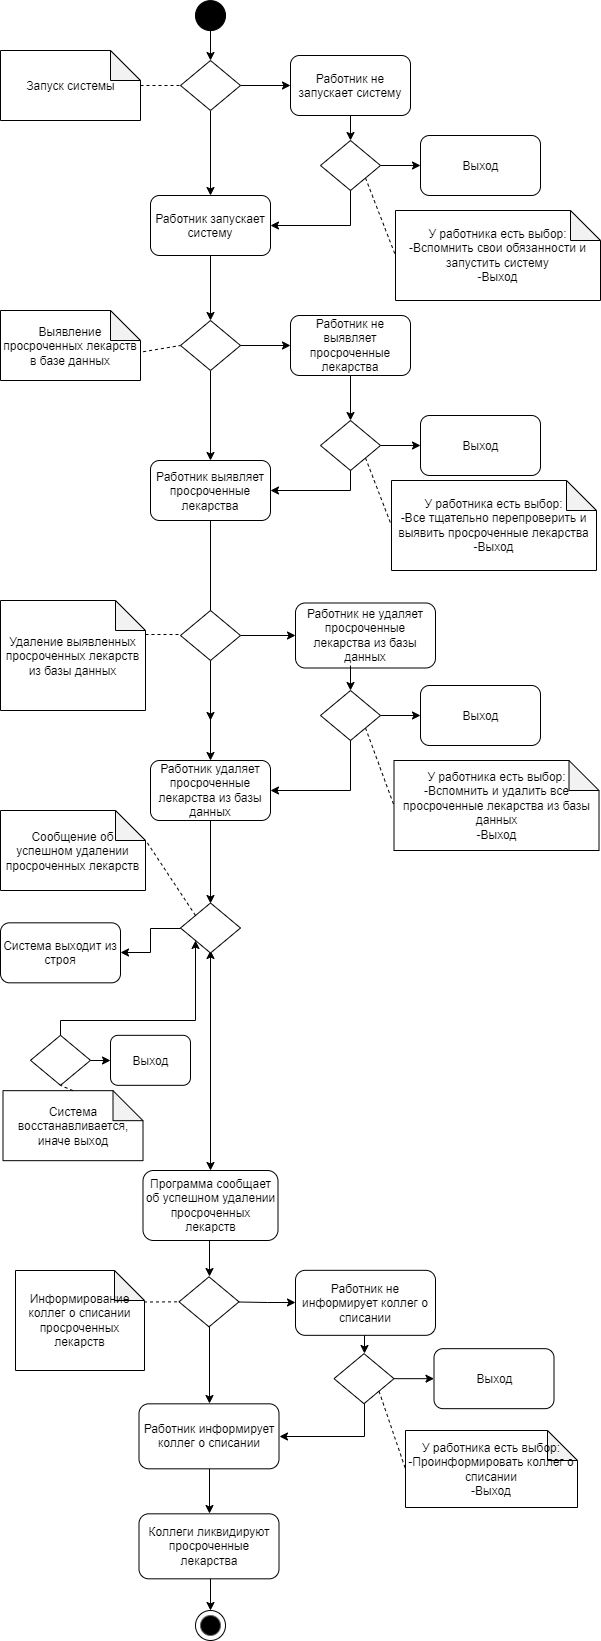 Запуск системы
Работник не
запускает систему
Выход
Работник запускает
систему
У работника есть выбор:
-Вспомнить свои обязанности и
запустить систему
-Выход
Выявление
просроченных лекарств
в базе данных
Работник не
выявляет
просроченные
лекарства
Выход
Работник выявляет
просроченные
лекарства
У работника есть выбор:
-Все тщательно перепроверить и
выявить просроченные лекарства
-Выход
Удаление выявленных
просроченных лекарств
из базы данных
Работник не удаляет
просроченные
лекарства из базы
данных
Выход
Работник удаляет
просроченные
лекарства из базы
данных
У работника есть выбор:
-Вспомнить и удалить все
просроченные лекарства из базы
данных
-Выход
Сообщение об
успешном удалении
просроченных лекарств
Система выходит из
строя
Выход
Система
восстанавливается,
иначе выход
Программа сообщает
об успешном удалении
просроченных
лекарств
Информирование
коллег о списании
просроченных
лекарств
Работник не
информирует коллег о
списании
Выход
Работник информирует
коллег о списании
У работника есть выбор:
-Проинформировать коллег о
списании
-Выход
Коллеги ликвидируют
просроченные
лекарства